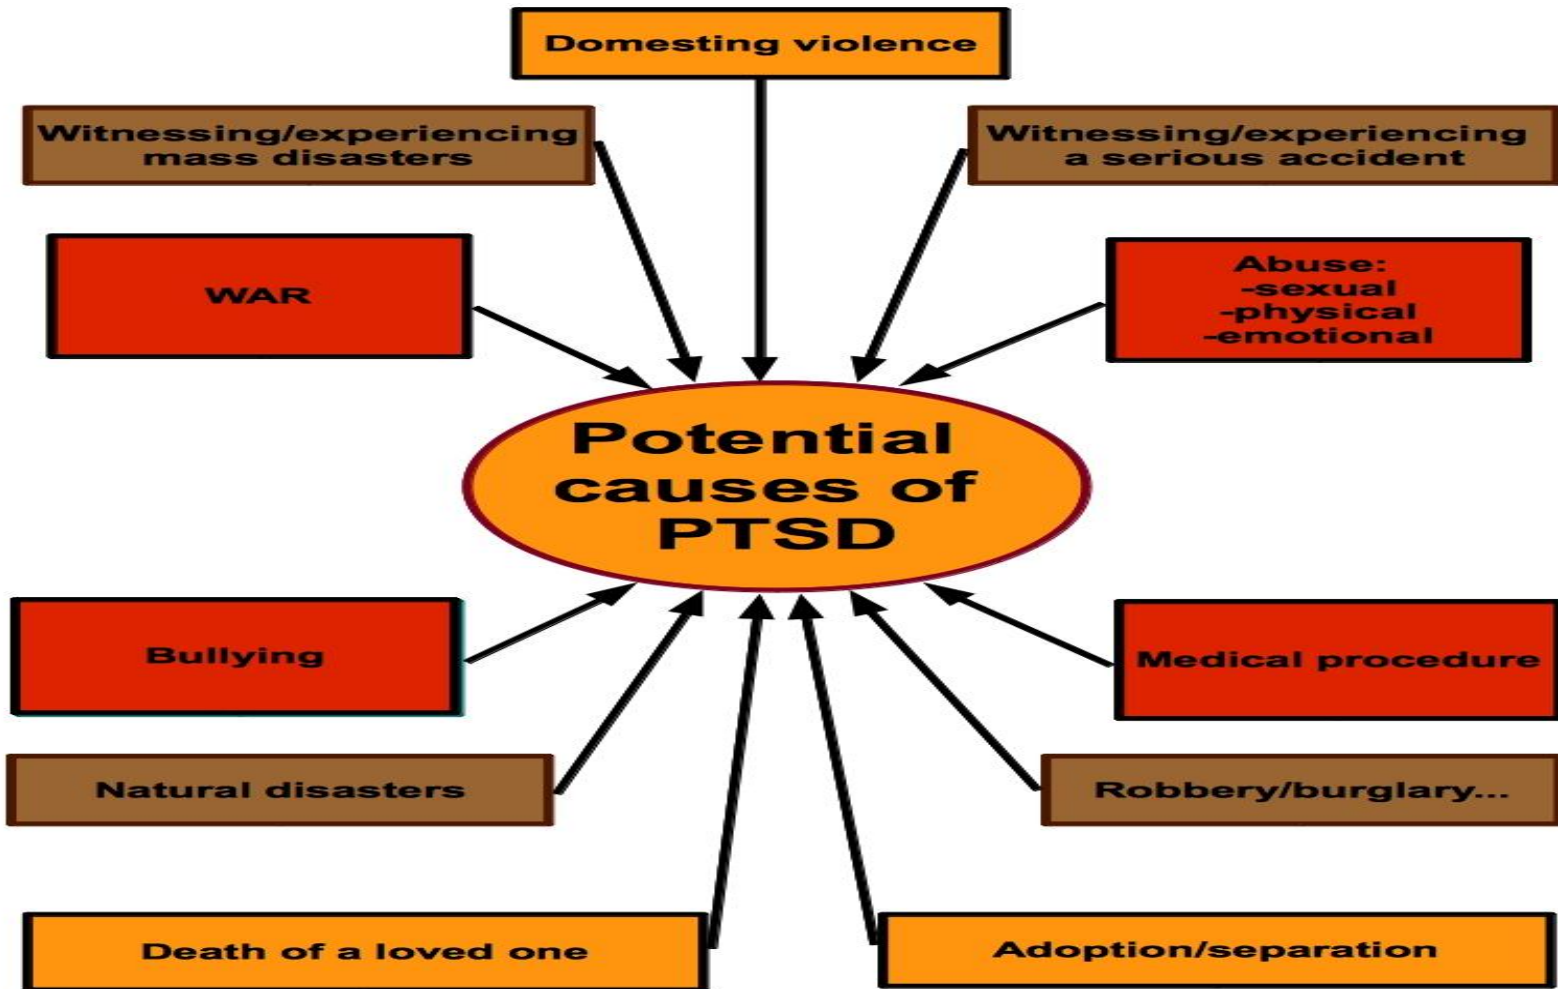 Domesting violence
Witnessing/experiencing
mass disasters
Witnessing/experiencing
a serious accident
WAR
Abuse:
-sexual
-physical
-emotional
Potential
causes of
PTSD
Bullying
Medical procedure
Natural disasters
Robbery/burglary...
Death of a loved one
Adoption/separation